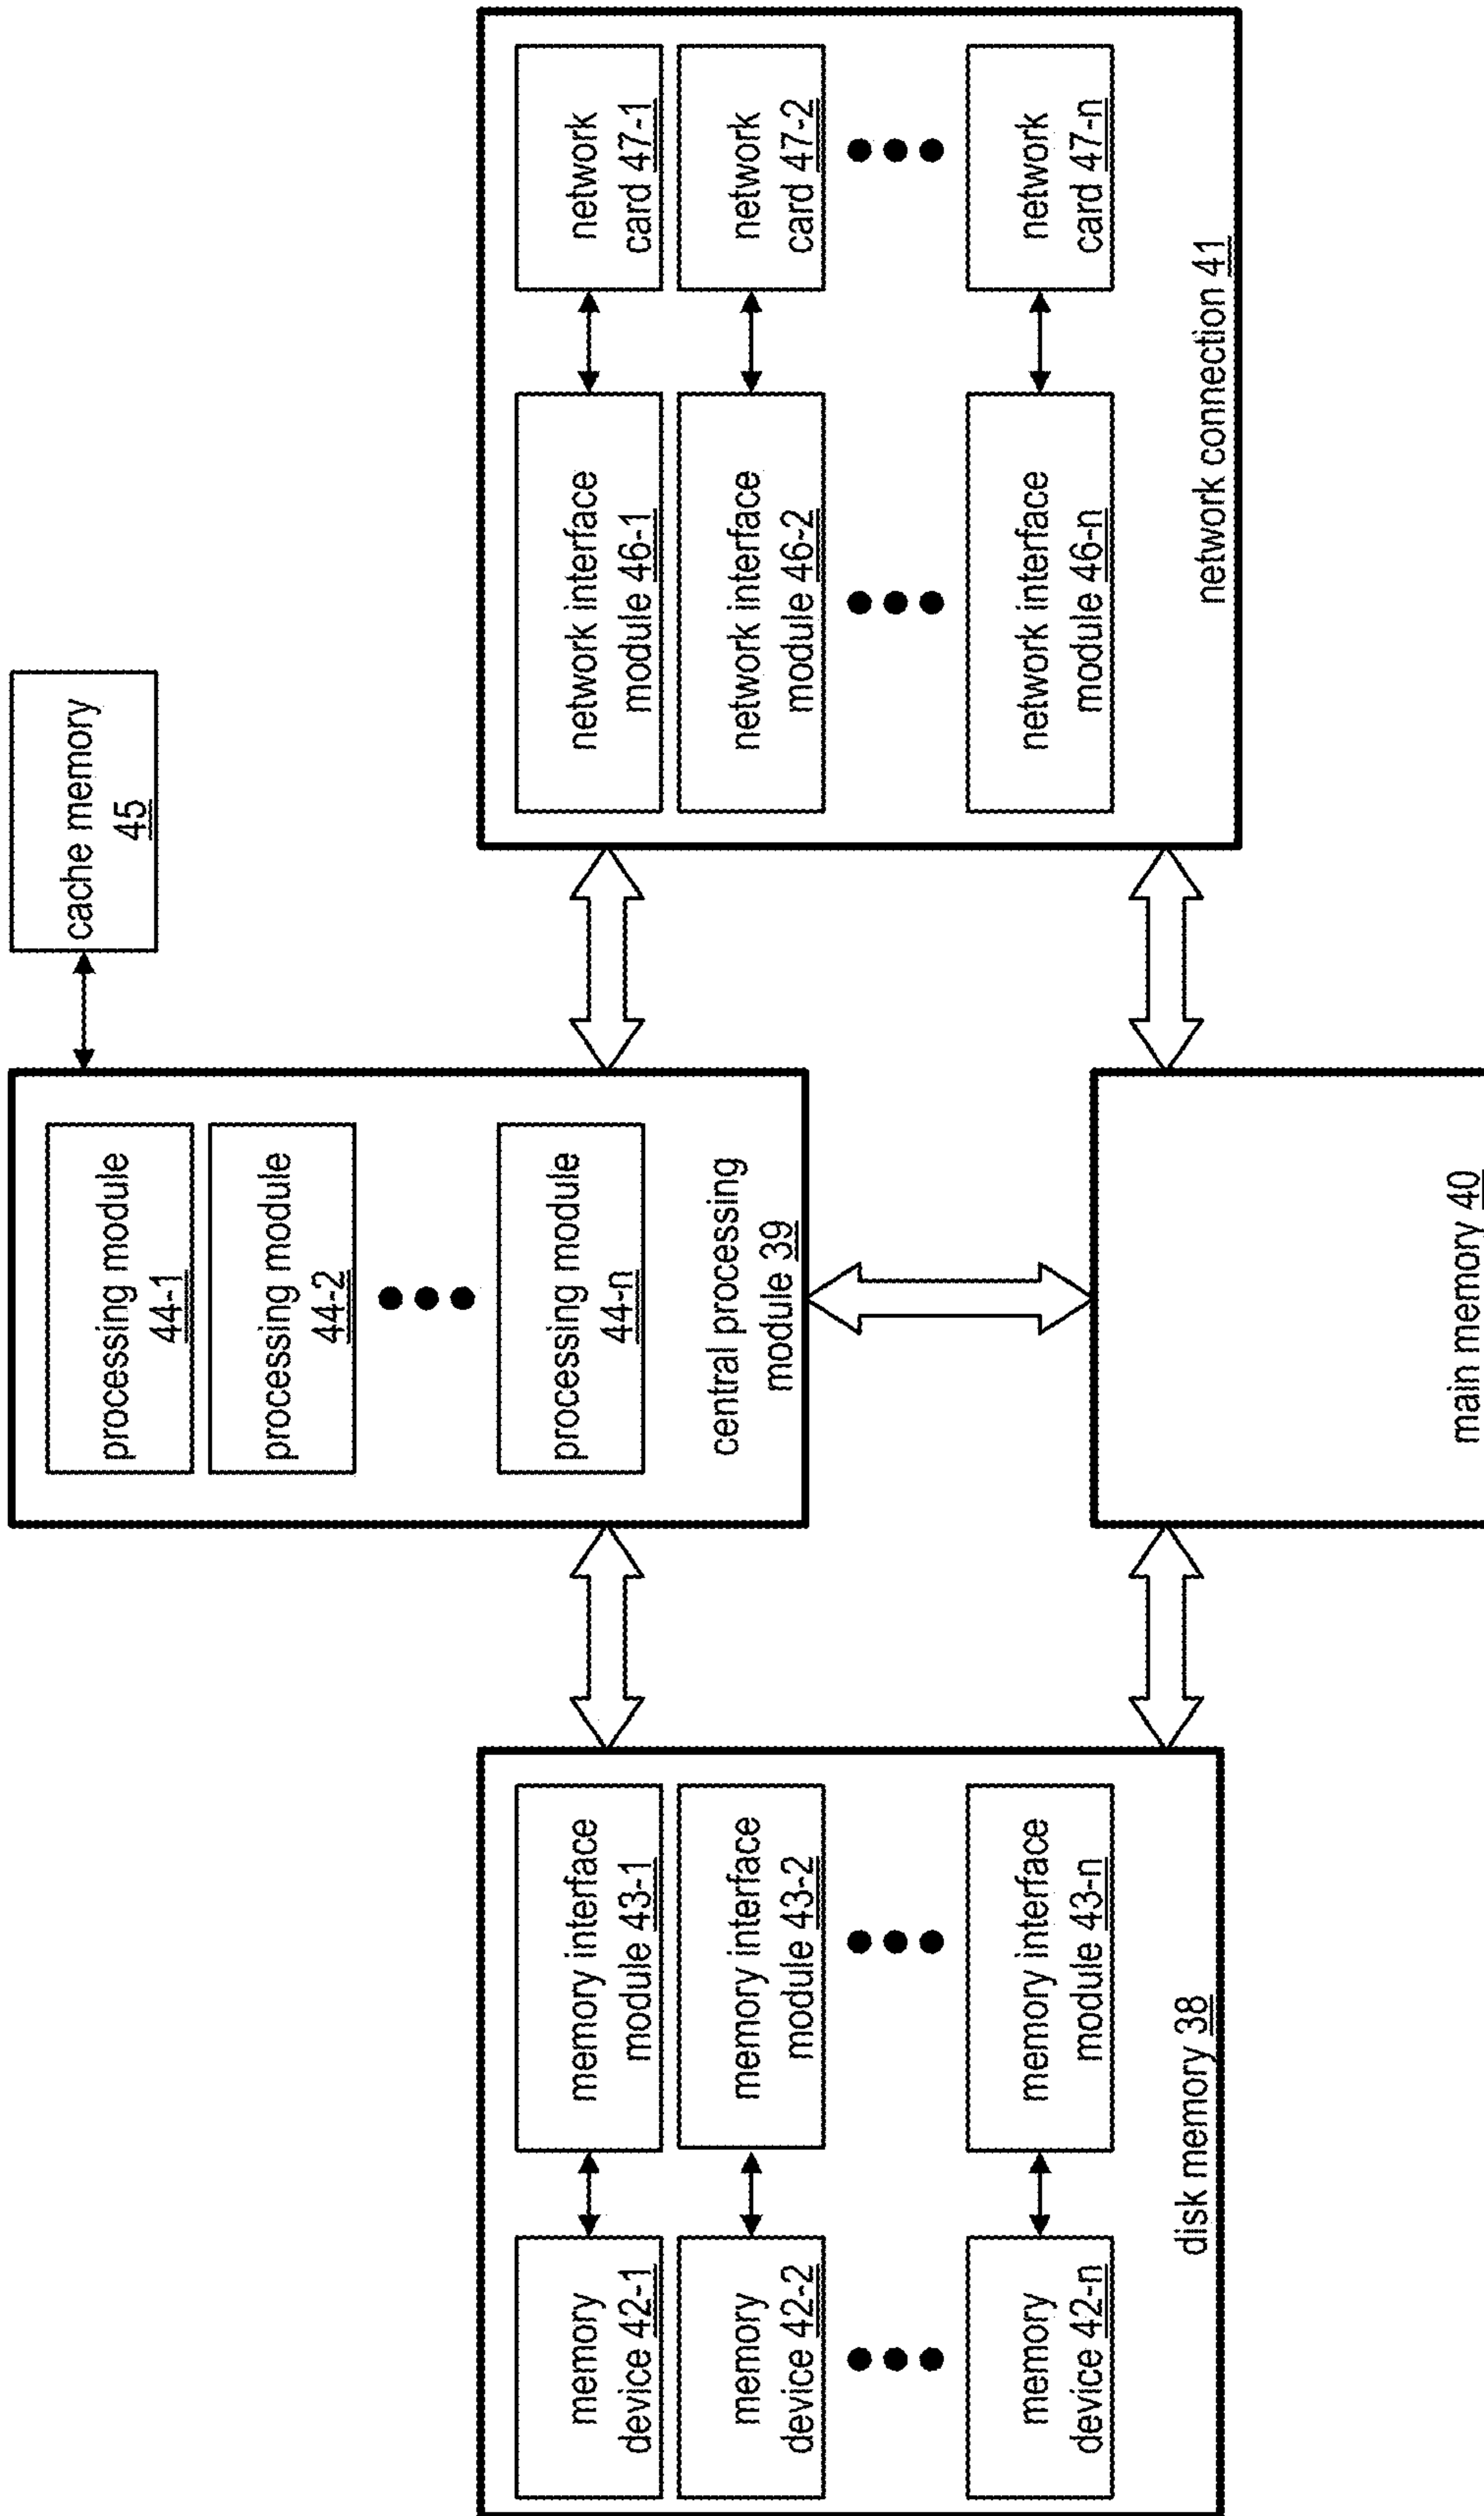 memory
device 42-1
memory
device 42-2
memory
device 42-n
memory interface
module 43-1
memory interface
module 43-2
memory interface
module 43-n
disk memory 38
processing module
44-1
processing module
44-2
processing module
44-n
central processing
module 39
main memory 40
cache memory
45
network interface
module 46-1
network interface
module 46-2
network interface
module 46-n
network
card 47-1
network
card 47-2
network
card 47-n
network connection 41